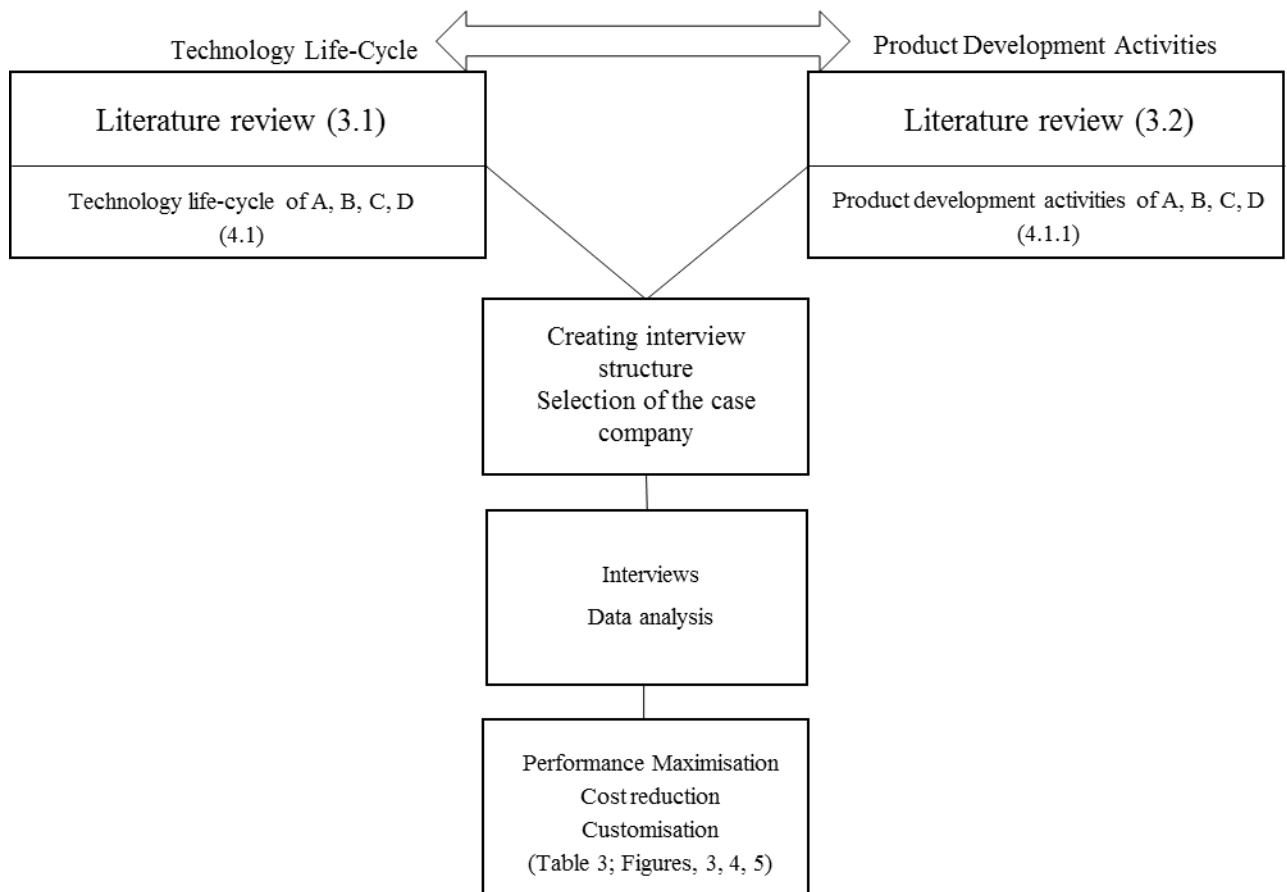 Technology Life-Cycle
Product Development Activities
Literature review (3.1)
Technology life-cycle of A, B, C, D
(4.1)
Literature review (3.2)
Product development activities of A, B, C, D
(4.1.1)
Creating interview
structure
Selection of the case
company
Interviews
Data analysis
Performance Maximisation
Cost reduction
Customisation
(Table 3; Figures, 3, 4, 5)